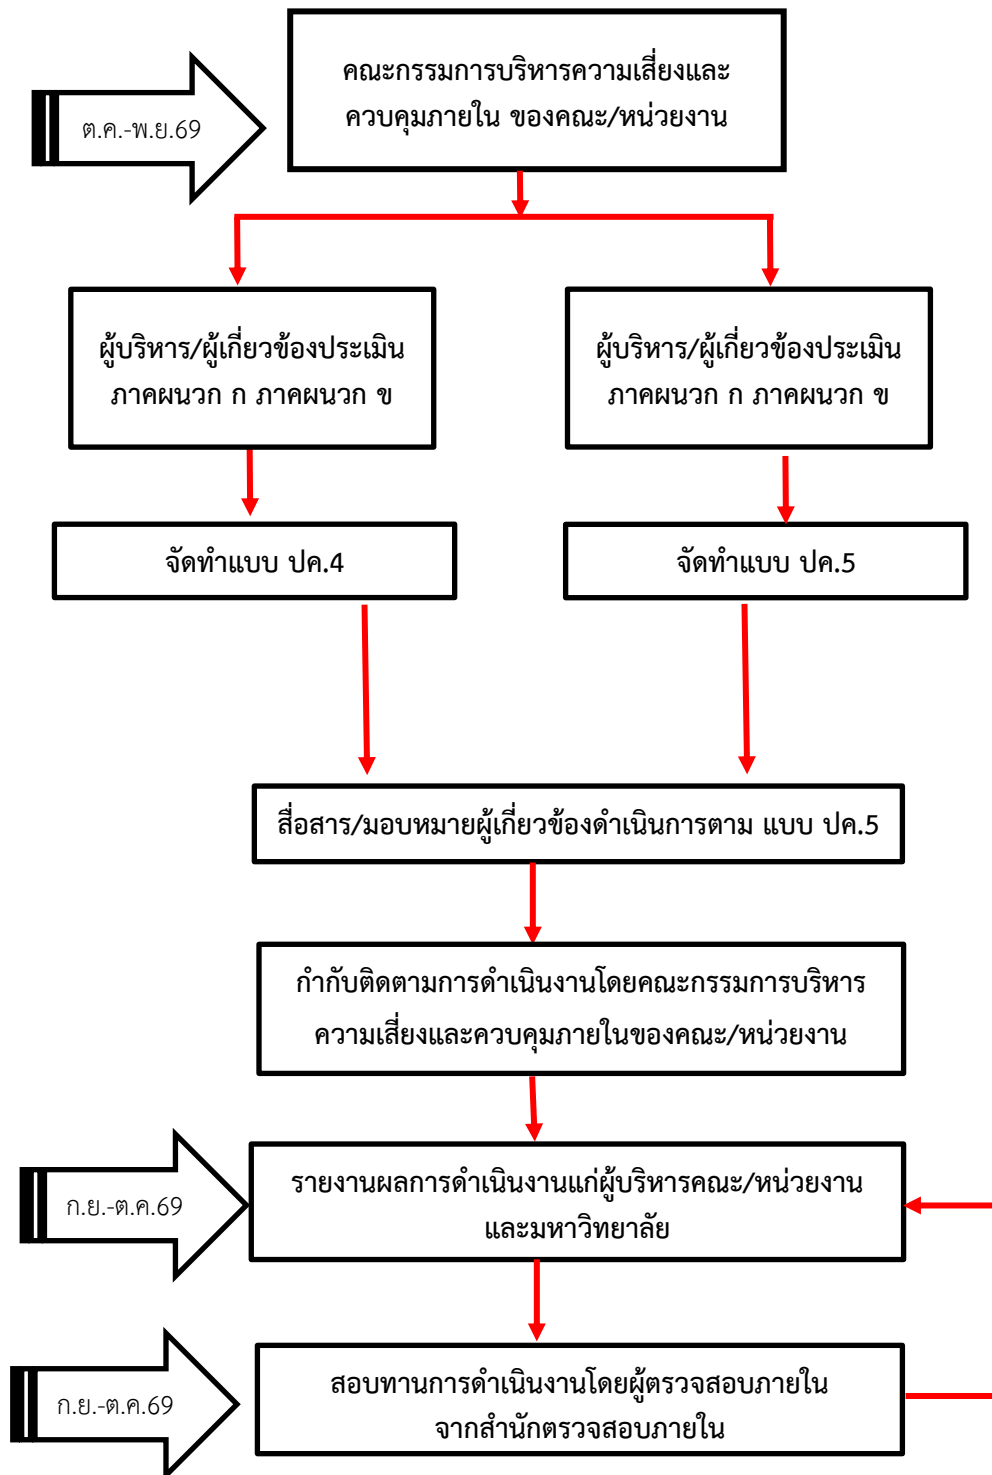 คณะกรรมการบริหารความเสี่ยงและ
ควบคุมภายใน ของคณะ/หน่วยงาน
ต.ค.-พ.ย.69
ผู้บริหาร/ผู้เกี่ยวข้องประเมิน
ภาคผนวก ก ภาคผนวก ข
ผู้บริหาร/ผู้เกี่ยวข้องประเมิน
ภาคผนวก ก ภาคผนวก ข
จัดทำแบบ ปค.4
จัดทำแบบ ปค.5
สื่อสาร/มอบหมายผู้เกี่ยวข้องดำเนินการตาม แบบ ปค.5
กำกับติดตามการดำเนินงานโดยคณะกรรมการบริหาร
ความเสี่ยงและควบคุมภายในของคณะ/หน่วยงาน
ก.ย.-ต.ค.69
รายงานผลการดำเนินงานแก่ผู้บริหารคณะ/หน่วยงาน
และมหาวิทยาลัย
ก.ย.-ต.ค.69
สอบทานการดำเนินงานโดยผู้ตรวจสอบภายใน
จากสำนักตรวจสอบภายใน